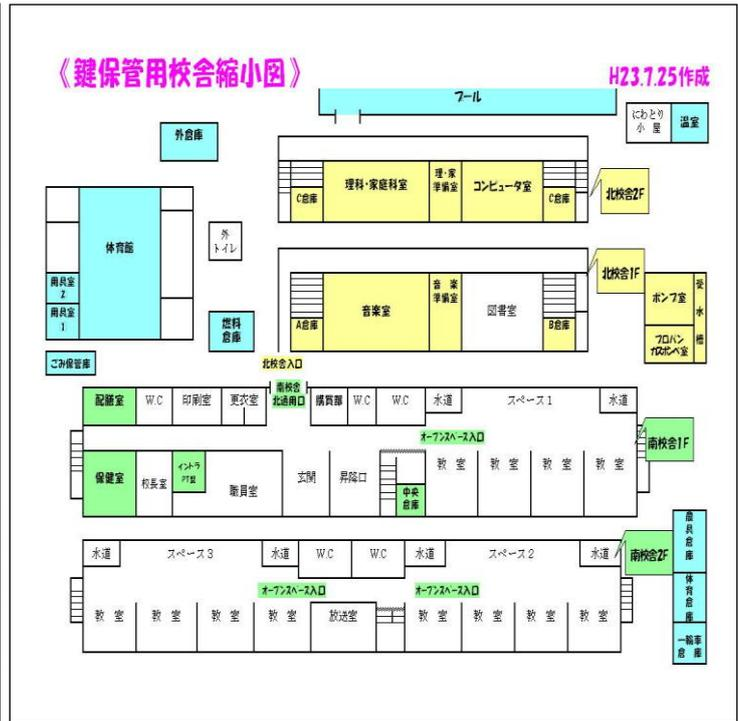 《鍵保管用校舎縮小図》
H23.7.25作成
プール
にわとり
小屋
温室
外倉庫
理科・家庭科室
理・家
準備室
コンピュータ室
C倉庫
C倉庫
北校舎2F
体育館
外
トイレ
用具室
2
用具室
1
燃料
倉庫
ごみ保管庫
音楽室
音楽
準備室
図書室
A倉庫
B倉庫
北校舎1F
ポンプ室
受水槽
プロパン
ガスボンベ室
北校舎入口
南校舎
北通用口
配膳室
W.C
印刷室
更衣室
購買部
W.C
W.C
水道
スペース1
水道
オープンスペース入口
南校舎1F
保健室
校長室
イントラ
PT室
職員室
玄関
昇降口
中央
倉庫
教室
教室
教室
教室
水道
スペース3
水道
W.C
W.C
水道
スペース2
水道
南校舎2F
農具倉庫
オープンスペース入口
オープンスペース入口
体育倉庫
教室
教室
教室
教室
放送室
教室
教室
教室
教室
一輪車
倉庫